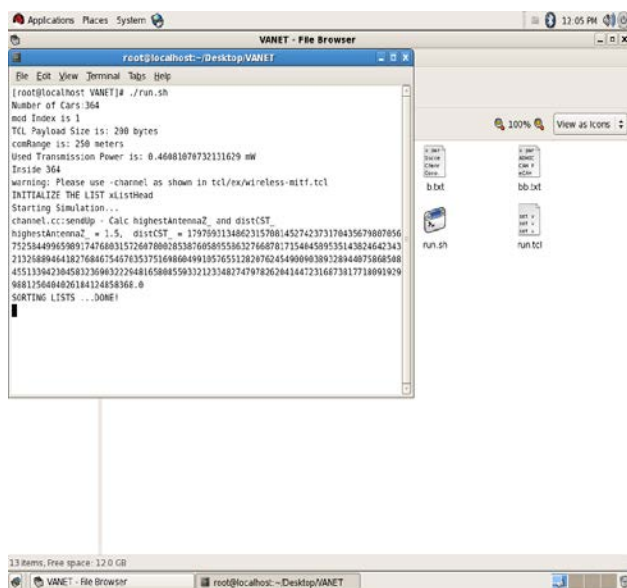 Applications Places System
12:05 PM
VANET - File Browser
root@localhost:~/Desktop/VANET
File Edit View Terminal Tabs Help
[root@localhost VANET]# ./run.sh
Number of Cars:364
mod Index is 1
TCL Payload Size is: 200 bytes
comRange is: 250 meters
Used Transmission Power is: 0.46081070732131629 mW
Inside 364
warning: Please use -channel as shown in tcl/ex/wireless-mitf.tcl
INITIALIZE THE LIST xListHead
Starting Simulation...
channel.cc:sendUp - Calc highestAntennaZ_ and distCST_
highestAntennaZ_ = 1.5, distCST_ = 17976931348623157081452742373170435679807056
75258449965989174768031572607800285387605895586327668781715404589535143824642343
21326889464182768467546703537516986049910576551282076245490090389328944075868508
4551339423045832369032229481658085593321233477479782620414472316873817718091929
9881250404026184124858368.0
SORTING LISTS ...DONE!
100%
View as Icons
b.txt
bb.txt
run.sh
run.tcl
13 items, Free space: 12.0 GB
VANET - File Browser
root@localhost:~/Desktop/VANET